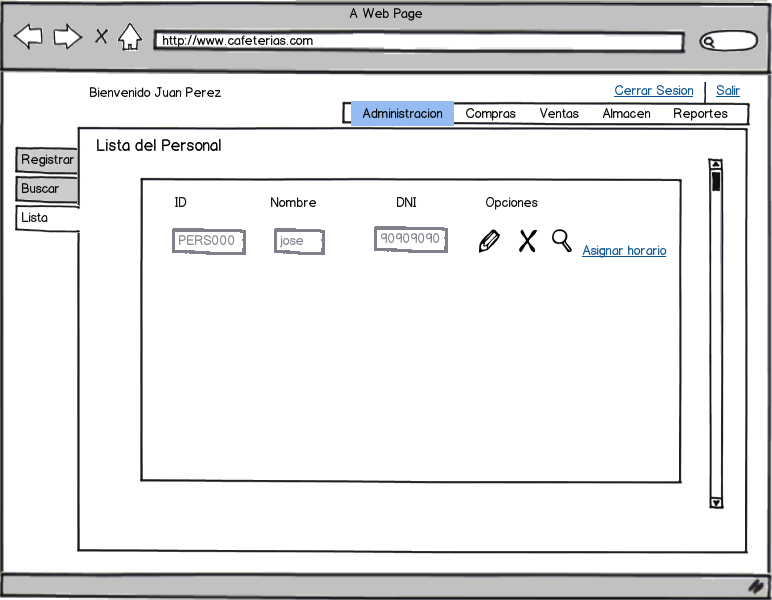 A Web Page
http://www.cafeterias.com
Bienvenido Juan Perez
Cerrar Sesion
Salir
Administracion Compras Ventas Almacen Reportes
Lista del Personal
Registrar
Buscar
Lista
ID Nombre DNI Opciones
PERS000 jose 90909090 Asignar horario